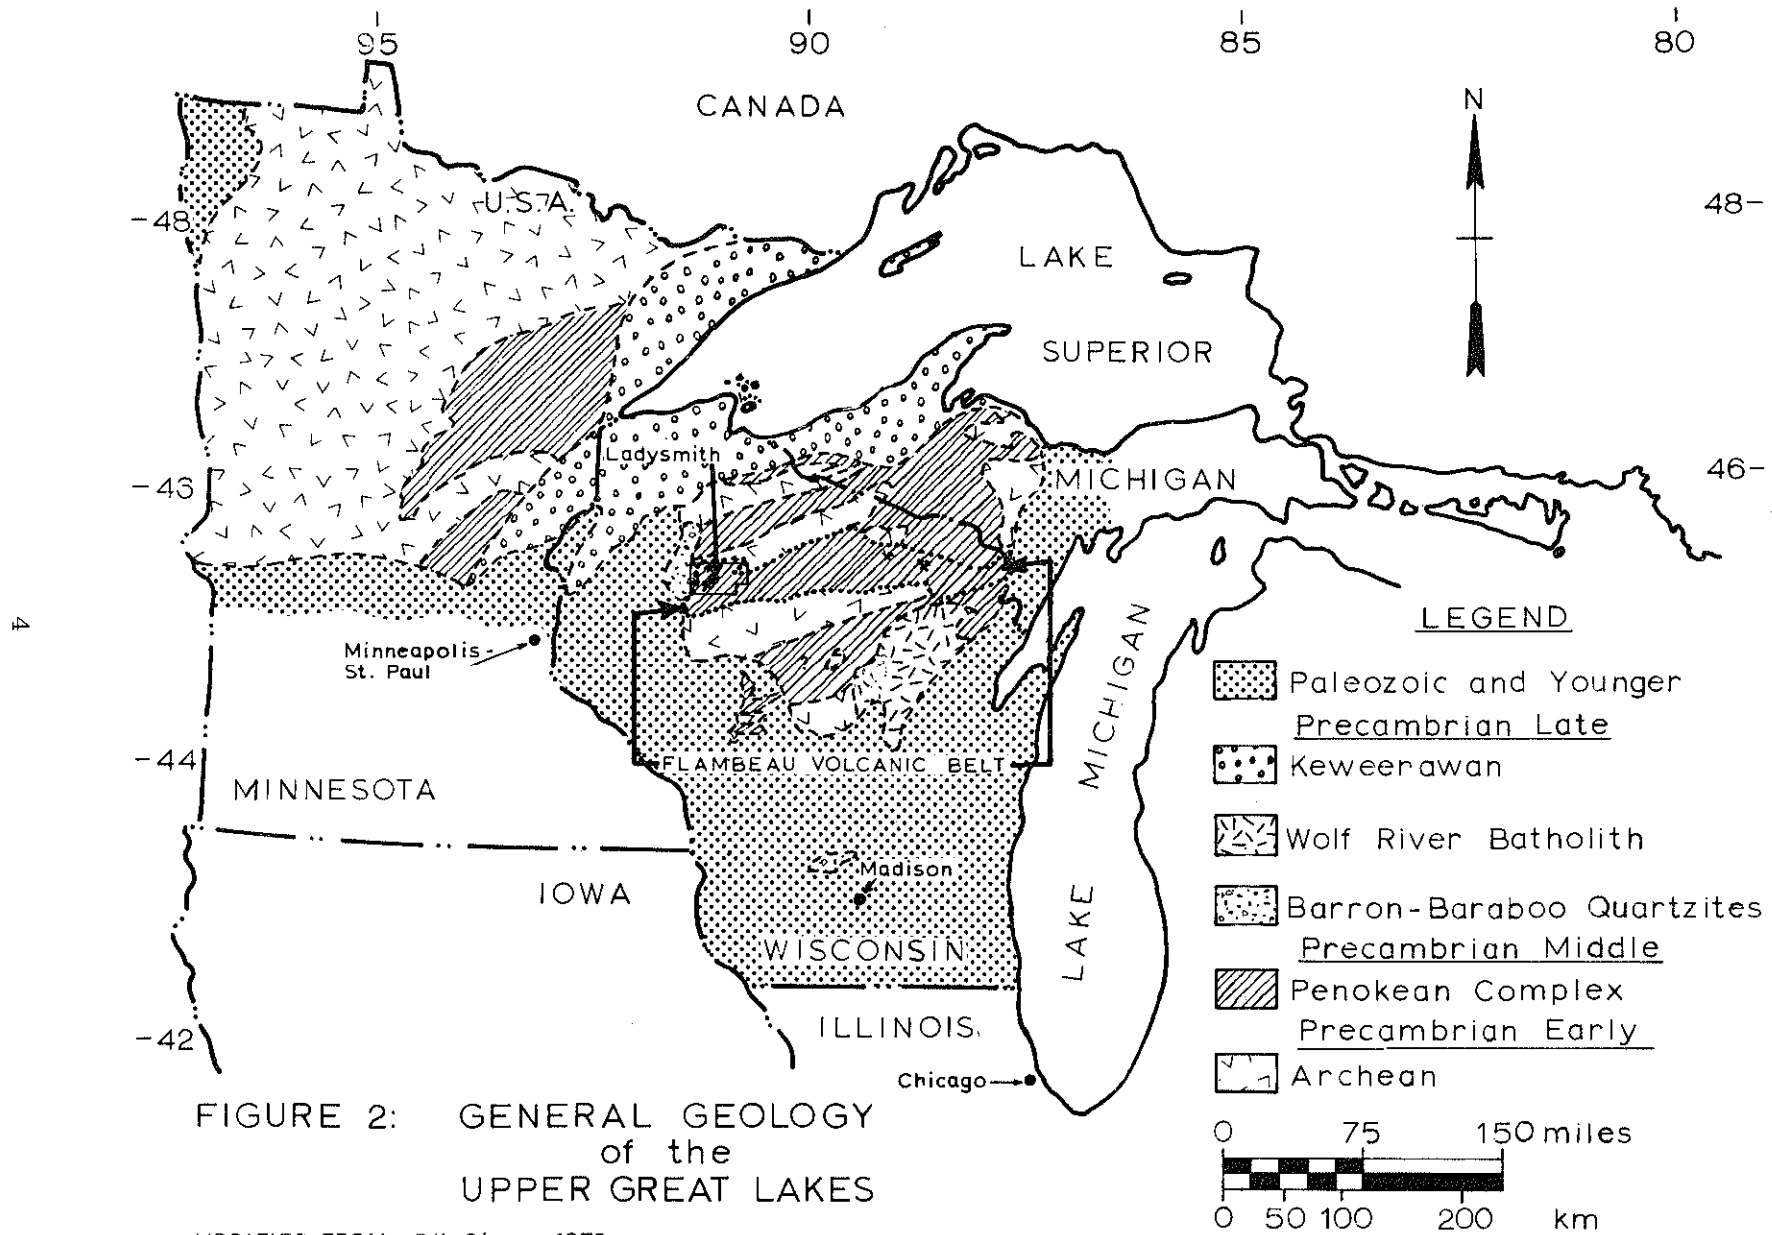 95 90 85 80
CANADA
N
U.S.A.
-48
48-
LAKE
SUPERIOR
Ladysmith
-43
46-
MICHIGAN
4
Minneapolis-
St. Paul
LAKE MICHIGAN
-44
FLAMBEAU VOLCANIC BELT
MINNESOTA
IOWA
Madison
WISCONSIN
-42
ILLINOIS
Chicago
LEGEND
Paleozoic and Younger
Precambrian Late
Keweerawan
Wolf River Batholith
Barron-Baraboo Quartzites
Precambrian Middle
Penokean Complex
Precambrian Early
Archean
0 75 150 miles
0 50 100 200 km
FIGURE 2: GENERAL GEOLOGY
of the
UPPER GREAT LAKES